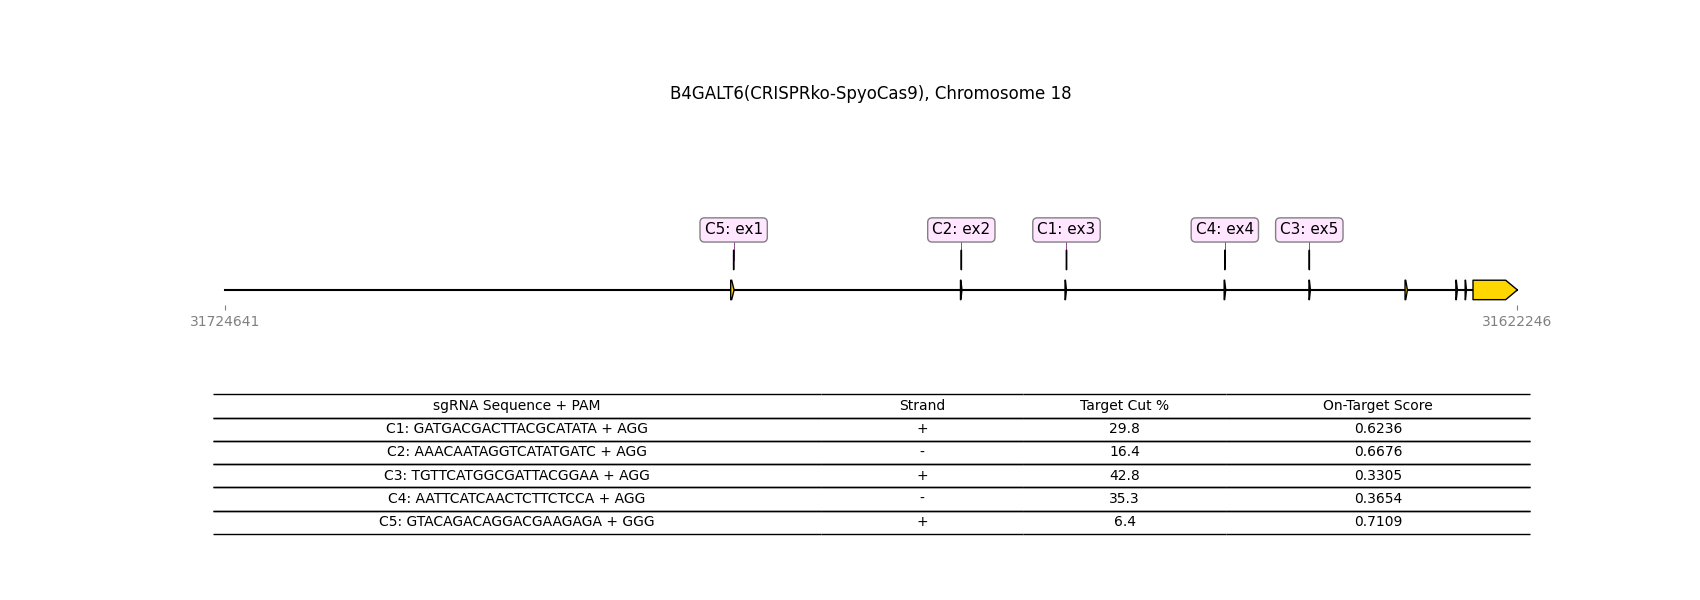 B4GALT6(CRISPRko-SpyoCas9), Chromosome 18
C5: ex1 C2: ex2 C1: ex3 C4: ex4 C3: ex5
31724641 31622246
sgRNA Sequence + PAM Strand Target Cut % On-Target Score
C1: GATGACGACTTACGCATATA + AGG + 29.8 0.6236
C2: AAACAATAGGTCATATGATC + AGG - 16.4 0.6676
C3: TGTTCATGGCGATTACGGAA + AGG + 42.8 0.3305
C4: AATTCATCAACTCTTCTCCA + AGG - 35.3 0.3654
C5: GTACAGACAGGACGAAGAGA + GGG + 6.4 0.7109